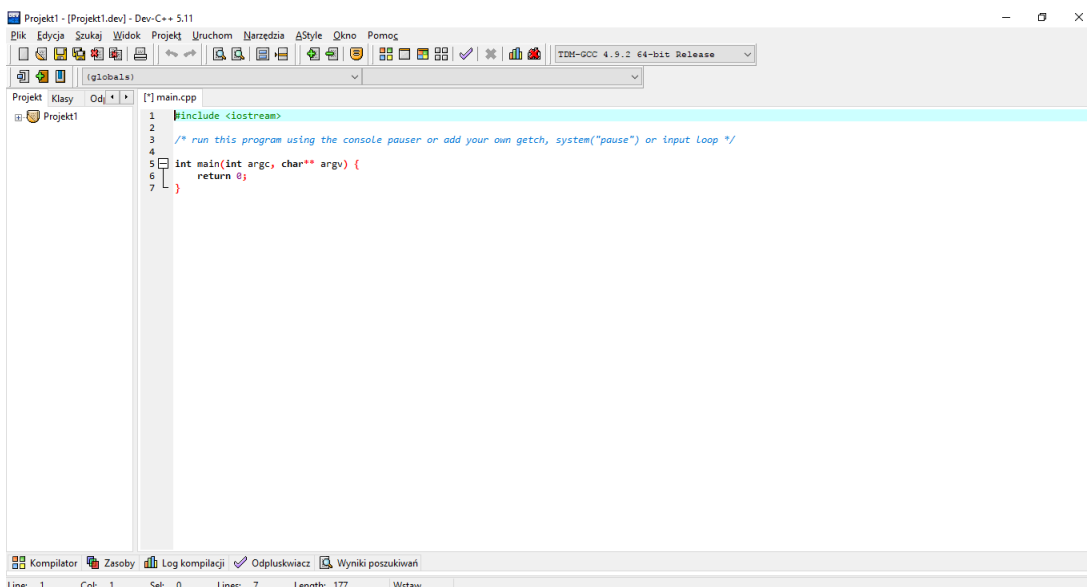 Projekt1 - [Projekt1.dev] - Dev-C++ 5.11
Plik Edycja Szukaj Widok Projekt Uruchom Narzędzia AStyle Okno Pomoc
TDM-GCC 4.9.2 64-bit Release
(globals)
Projekt Klasy Odp [*] main.cpp
Projekt1
1 #include <iostream>
2
3 /* run this program using the console pauser or add your own getch, system("pause") or input loop */
4
5 int main(int argc, char** argv) {
6 return 0;
7 }
Kompilator Zasoby Log kompilacji Odpluskwiacz Wyniki poszukiwań
Line: 1 Col: 1 Sel: 0 Lines: 7 Length: 177 Wstaw